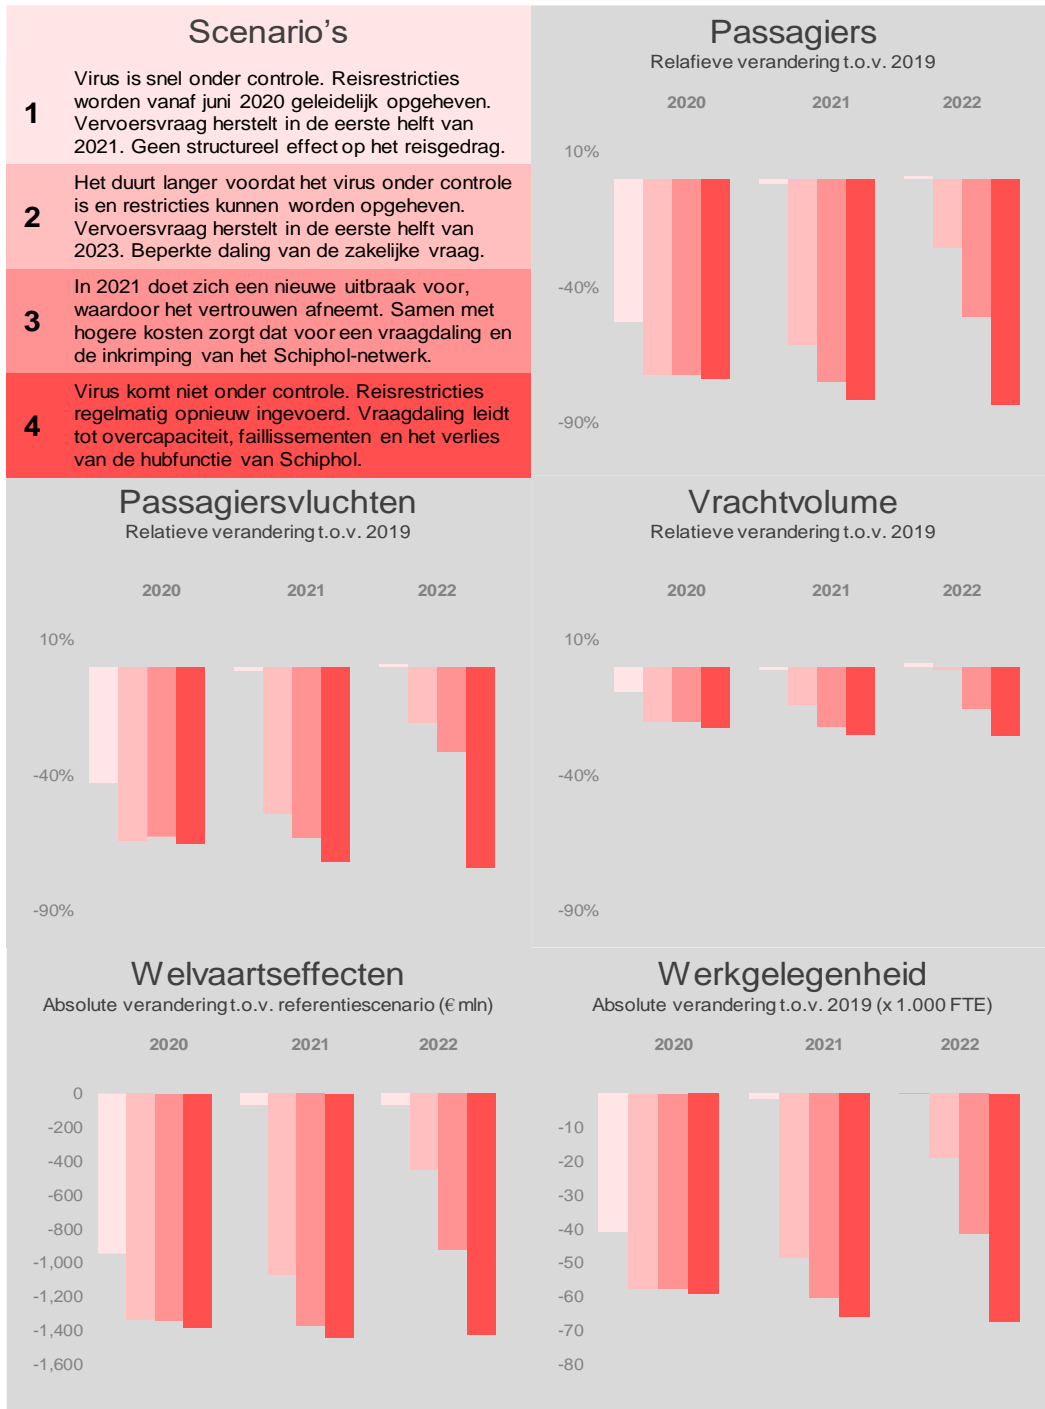 Scenario's
1
Virus is snel onder controle. Reisrestricties
worden vanaf juni 2020 geleidelijk opgeheven.
Vervoersvraag herstelt in de eerste helft van
2021. Geen structureel effect op het reisgedrag.
2
Het duurt langer voordat het virus onder controle
is en restricties kunnen worden opgeheven.
Vervoersvraag herstelt in de eerste helft van
2023. Beperkte daling van de zakelijke vraag.
3
In 2021 doet zich een nieuwe uitbraak voor,
waardoor het vertrouwen afneemt. Samen met
hogere kosten zorgt dat voor een vraagdaling en
de inkrimping van het Schiphol-netwerk.
4
Virus komt niet onder controle. Reisrestricties
regelmatig opnieuw ingevoerd. Vraagdaling leidt
tot overcapaciteit, faillissementen en het verlies
van de hubfunctie van Schiphol.
Passagiers
Relafieve verandering t.o.v. 2019
2020 2021 2022
10%
-40%
-90%
Passagiersvluchten
Relatieve verandering t.o.v. 2019
2020 2021 2022
10%
-40%
-90%
Vrachtvolume
Relatieve verandering t.o.v. 2019
2020 2021 2022
10%
-40%
-90%
Welvaartseffecten
Absolute verandering t.o.v. referentiescenario (€ mln)
2020 2021 2022
0
-200
-400
-600
-800
-1,000
-1,200
-1,400
-1,600
Werkgelegenheid
Absolute verandering t.o.v. 2019 (x 1.000 FTE)
2020 2021 2022
-10
-20
-30
-40
-50
-60
-70
-80